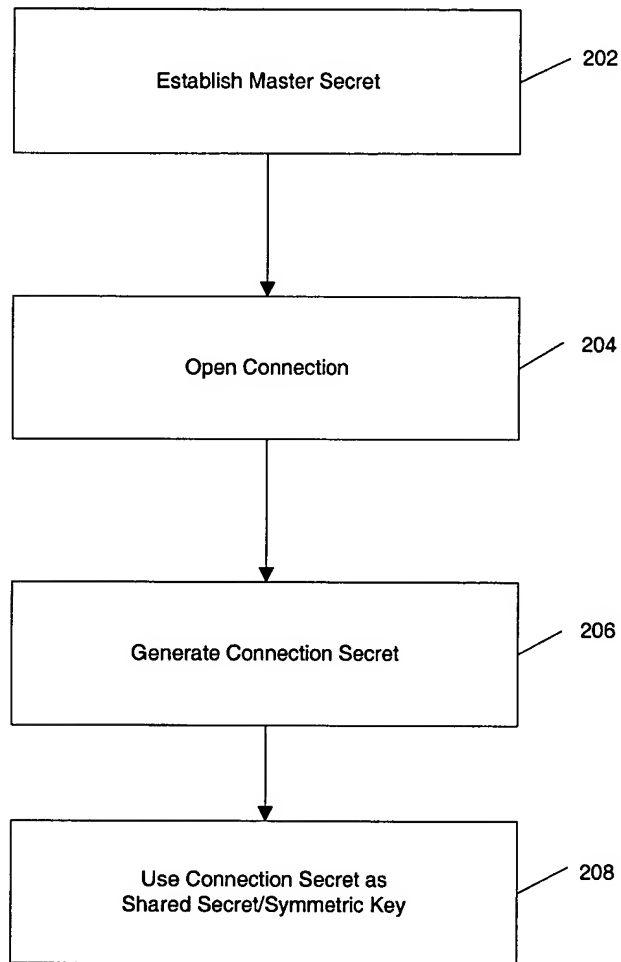 Establish Master Secret
202
Open Connection
204
Generate Connection Secret
206
Use Connection Secret as
Shared Secret/Symmetric Key
208